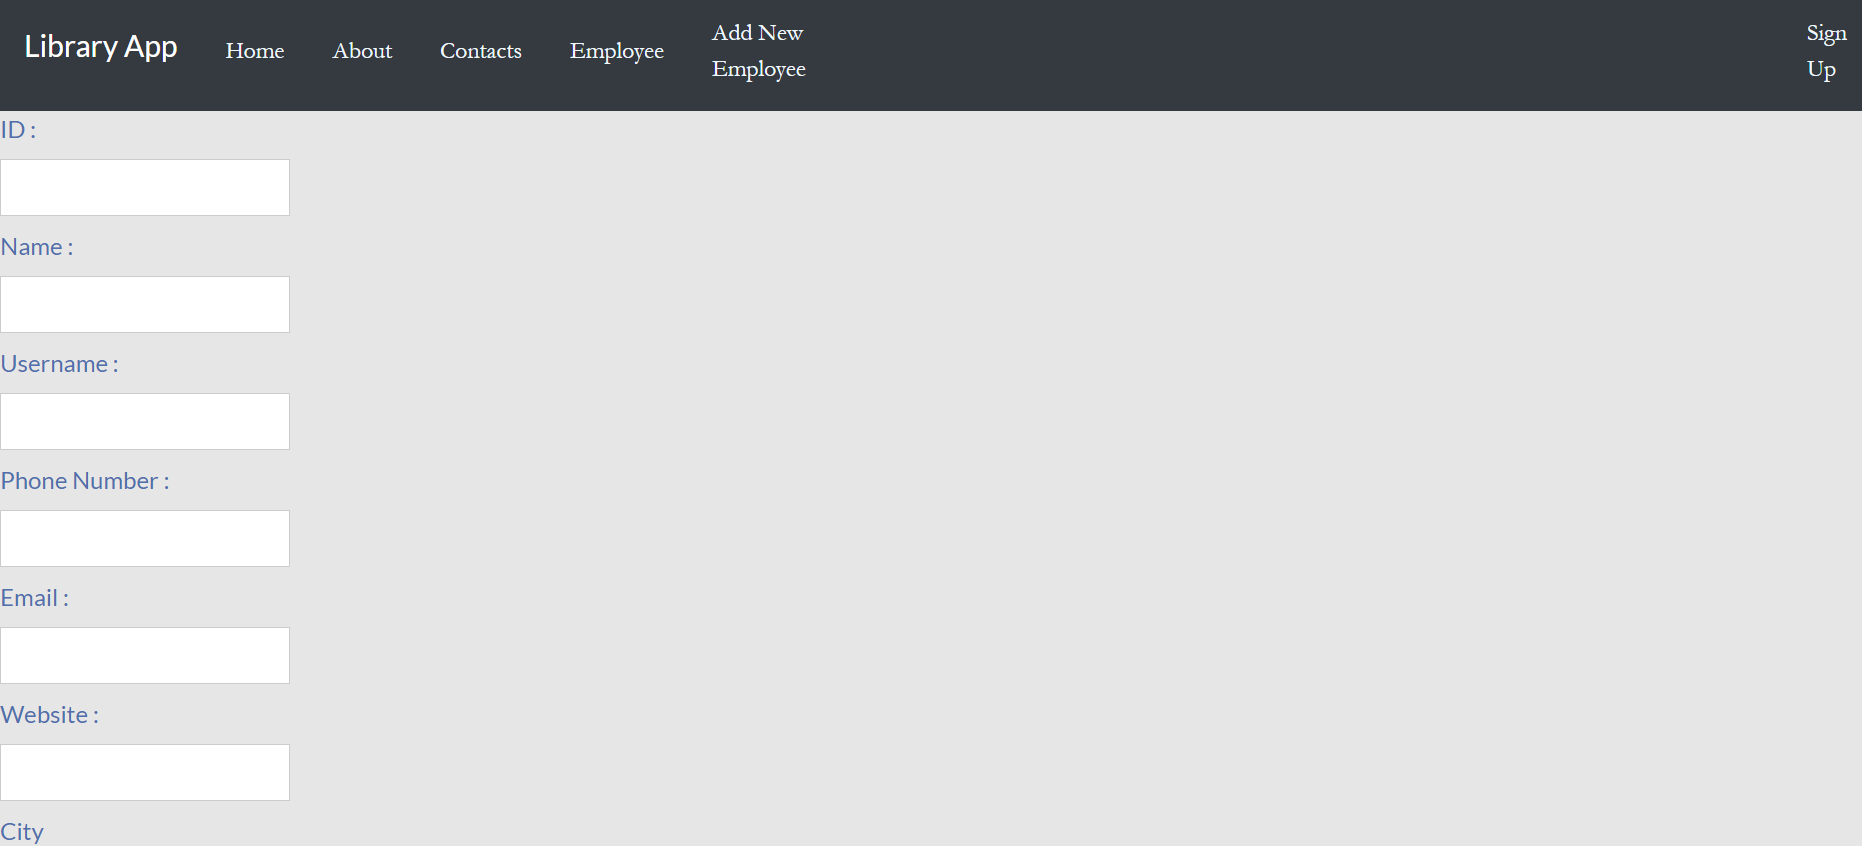 Library App
Home
About
Contacts
Employee
Add New
Employee
Sign
Up
ID :
Name :
Username :
Phone Number :
Email :
Website :
City